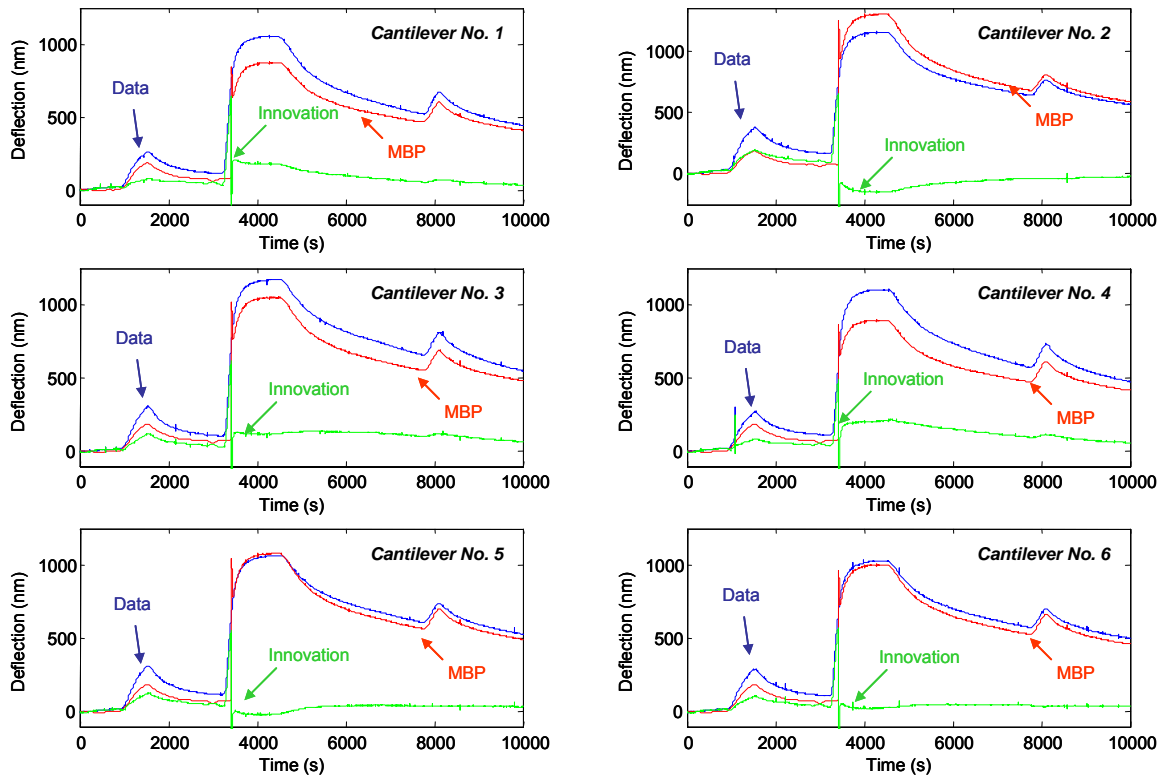 Cantilever No. 1
Deflection (nm)
1000
500
0
Data
Innovation
MBP
0 2000 4000 6000 8000 10000
Time (s)
Cantilever No. 2
Deflection (nm)
1000
500
0
Data
MBP
Innovation
0 2000 4000 6000 8000 10000
Time (s)
Cantilever No. 3
Deflection (nm)
1000
500
0
Data
Innovation
MBP
0 2000 4000 6000 8000 10000
Time (s)
Cantilever No. 4
Deflection (nm)
1000
500
0
Data
Innovation
MBP
0 2000 4000 6000 8000 10000
Time (s)
Cantilever No. 5
Deflection (nm)
1000
500
0
Data
Innovation
MBP
0 2000 4000 6000 8000 10000
Time (s)
Cantilever No. 6
Deflection (nm)
1000
500
0
Data
Innovation
MBP
0 2000 4000 6000 8000 10000
Time (s)